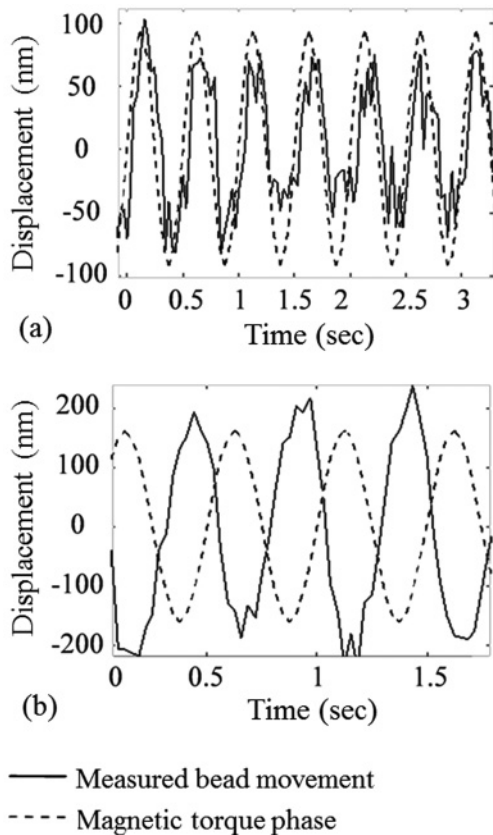 100
50
0
-50
-100
Displacement (nm)
0 0.5 1 1.5 2 2.5 3
Time (sec)
(a)
200
100
0
-100
-200
Displacement (nm)
0 0.5 1 1.5
Time (sec)
(b)
Measured bead movement
Magnetic torque phase